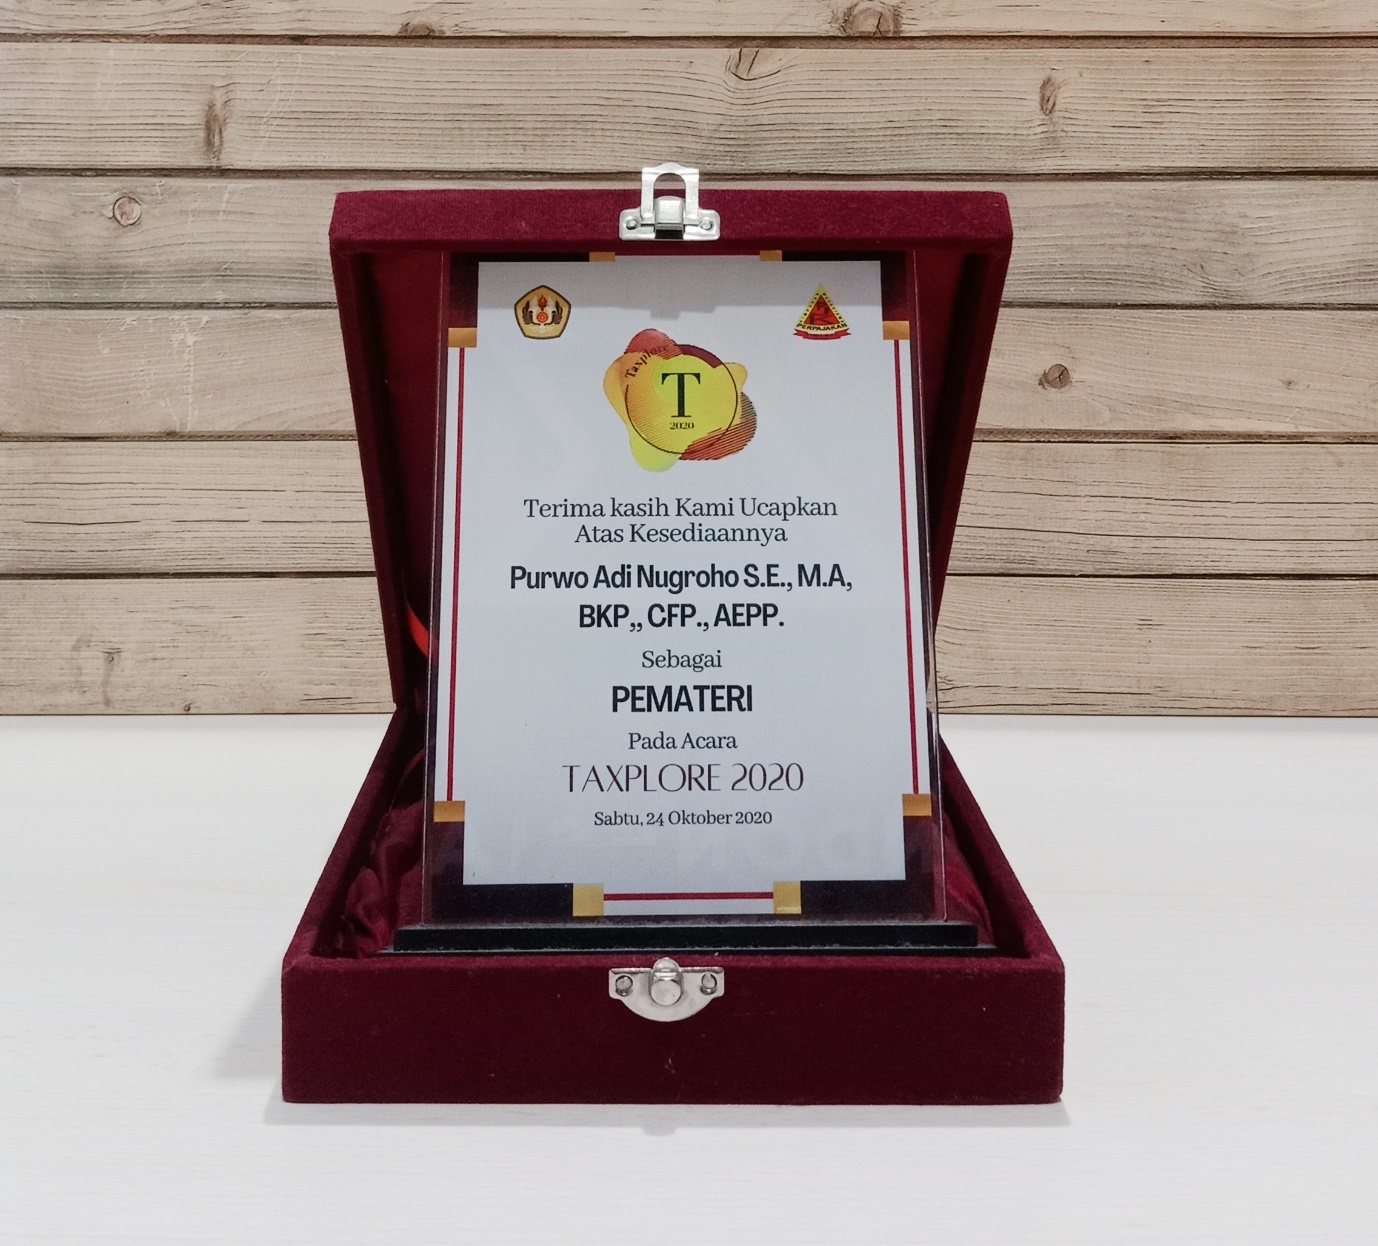 PERPAJAKAN
Taxplore
T
2020
Terima kasih Kami Ucapkan
Atas Kesediaannya
Purwo Adi Nugroho S.E., M.A,
BKP,, CFP., AEPP.
Sebagai
PEMATERI
Pada Acara
TAXPLORE 2020
Sabtu, 24 Oktober 2020